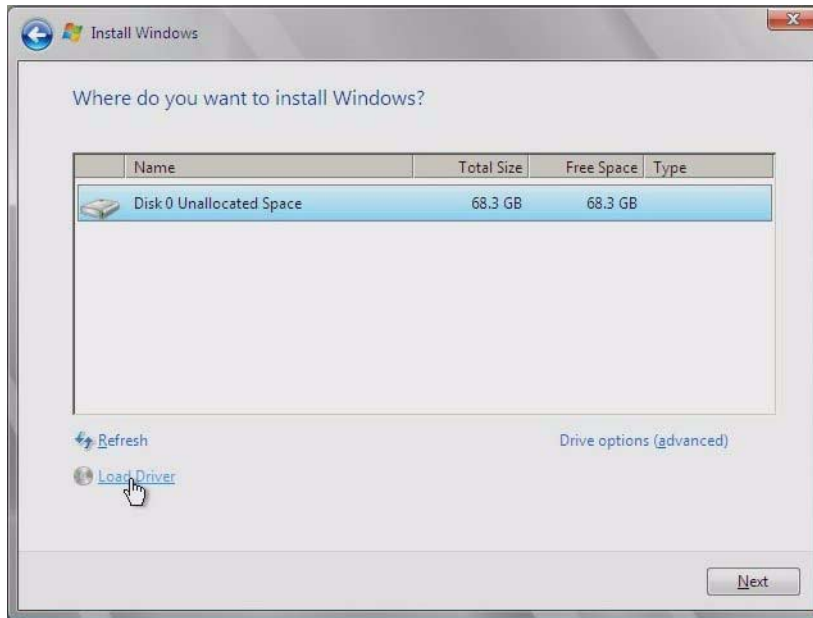 Install Windows
Where do you want to install Windows?
Name Total Size Free Space Type
Disk 0 Unallocated Space 68.3 GB 68.3 GB
Refresh Drive options (advanced)
Load Driver
Next